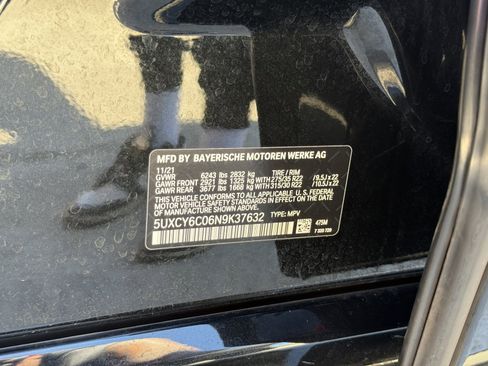 MFD BY BAYERISCHE MOTOREN WERKE AG
11/21
GVWR 6243 lbs 2832 kg TIRE / RIM
GAWR FRONT 2921 lbs 1325 kg WITH 275/35 R22 / 9.5J x 22
GAWR REAR 3677 lbs 1668 kg WITH 315/30 R22 / 10.5J x 22
THIS VEHICLE CONFORMS TO ALL APPLICABLE U. S. FEDERAL
MOTOR VEHICLE SAFETY STANDARDS IN EFFECT ON THE
DATE OF MANUFACTURE SHOWN ABOVE.
5UXCY6C06N9K37632 TYPE: MPV 475M